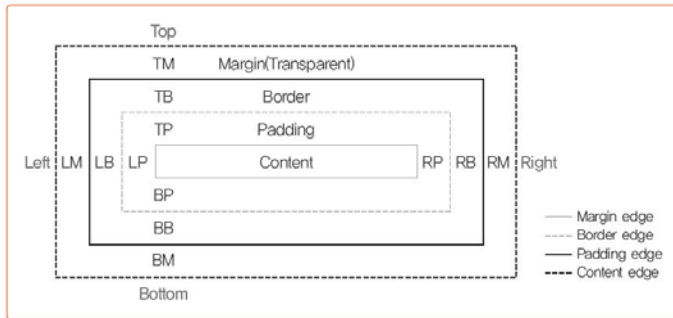 Top
TM Margin(Transparent)
TB Border
TP Padding
Left LM LB LP Content RP RB RM Right
BP
BB
BM
Bottom
Margin edge
Border edge
Padding edge
Content edge